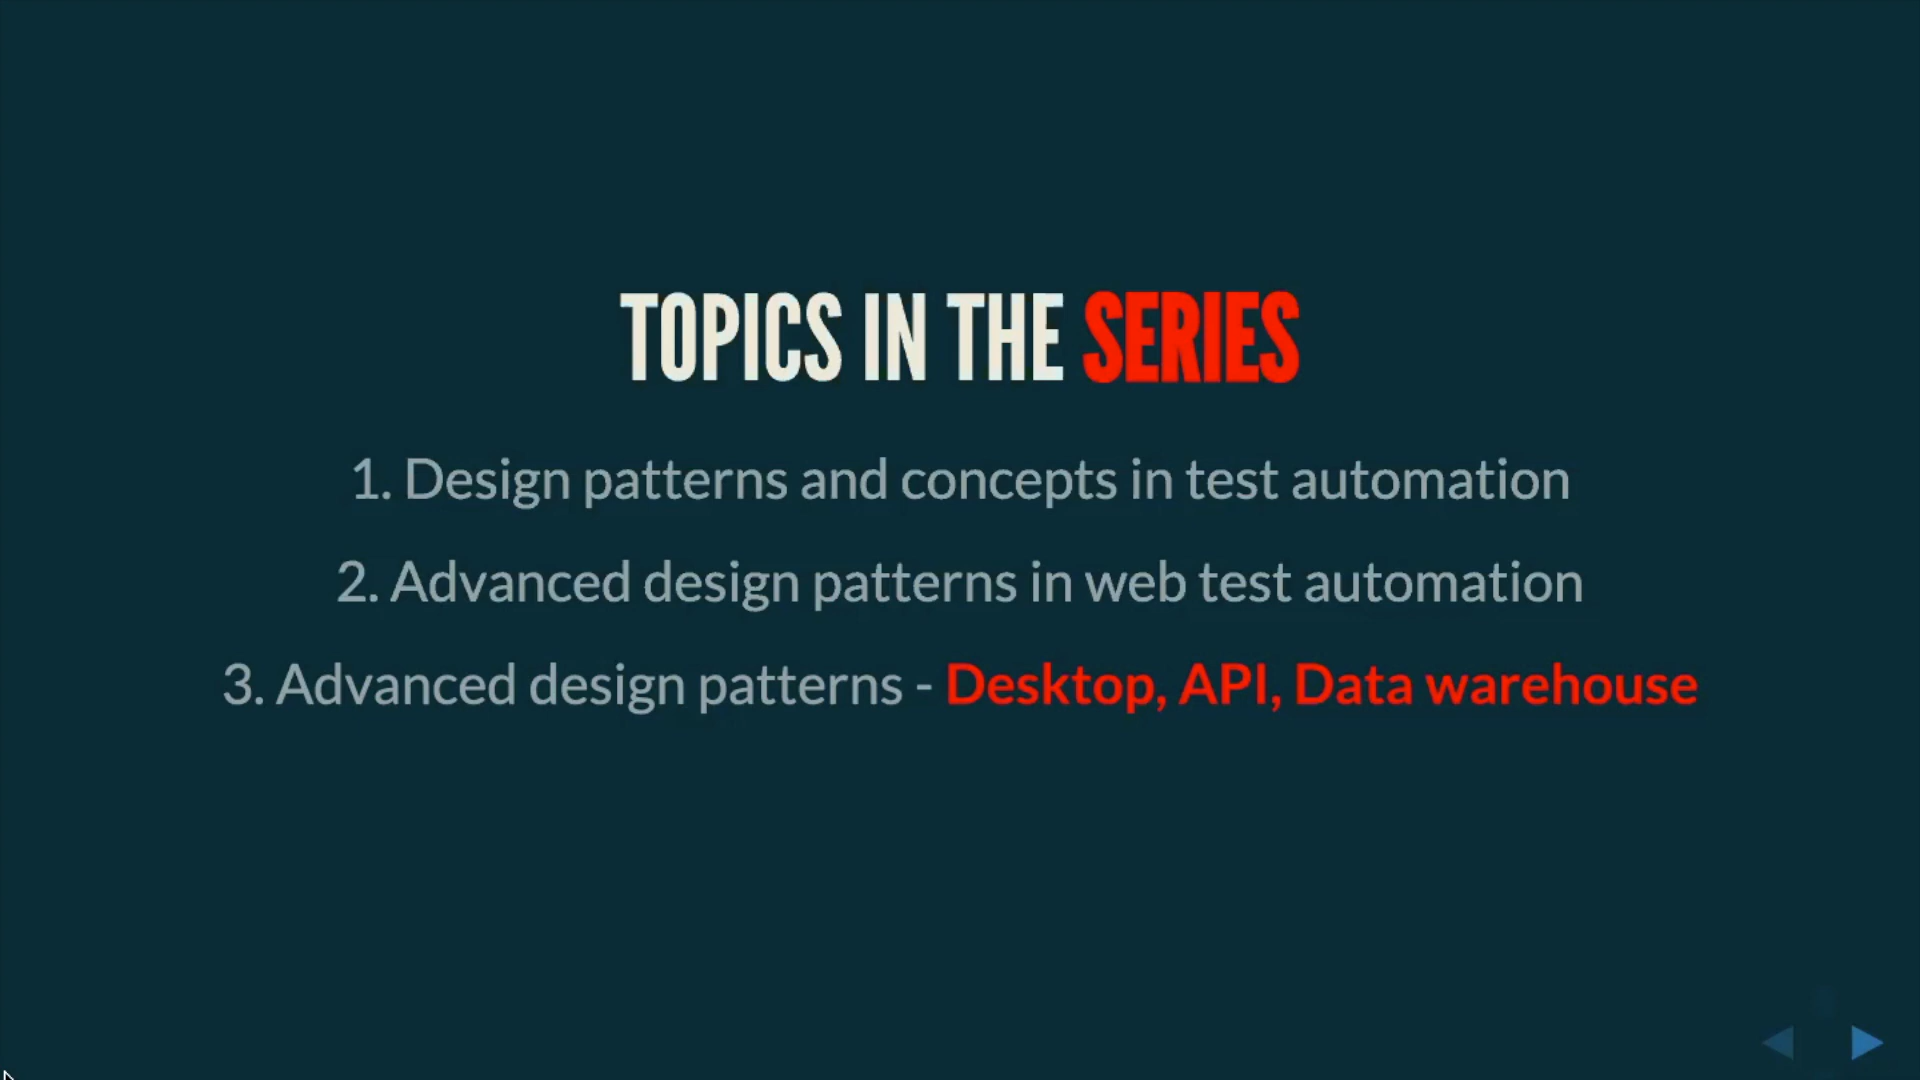 TOPICS IN THE SERIES
1. Design patterns and concepts in test automation
2. Advanced design patterns in web test automation
3. Advanced design patterns - Desktop, API, Data warehouse